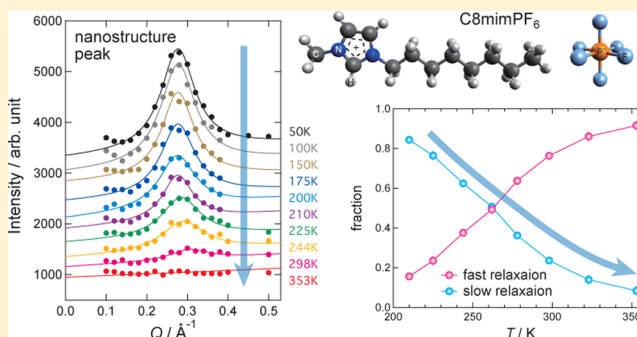 nanostructure
peak
Intensity / arb. unit
6000
5000
4000
3000
2000
1000
50K
100K
150K
175K
200K
210K
225K
244K
298K
353K
0.0 0.1 0.2 0.3 0.4 0.5
Q / Å-1
C8mimPF6
N
N
+
C
H
P
F
fraction
1.0
0.8
0.6
0.4
0.2
0.0
fast relaxaion
slow relaxaion
200 250 300 350
T / K